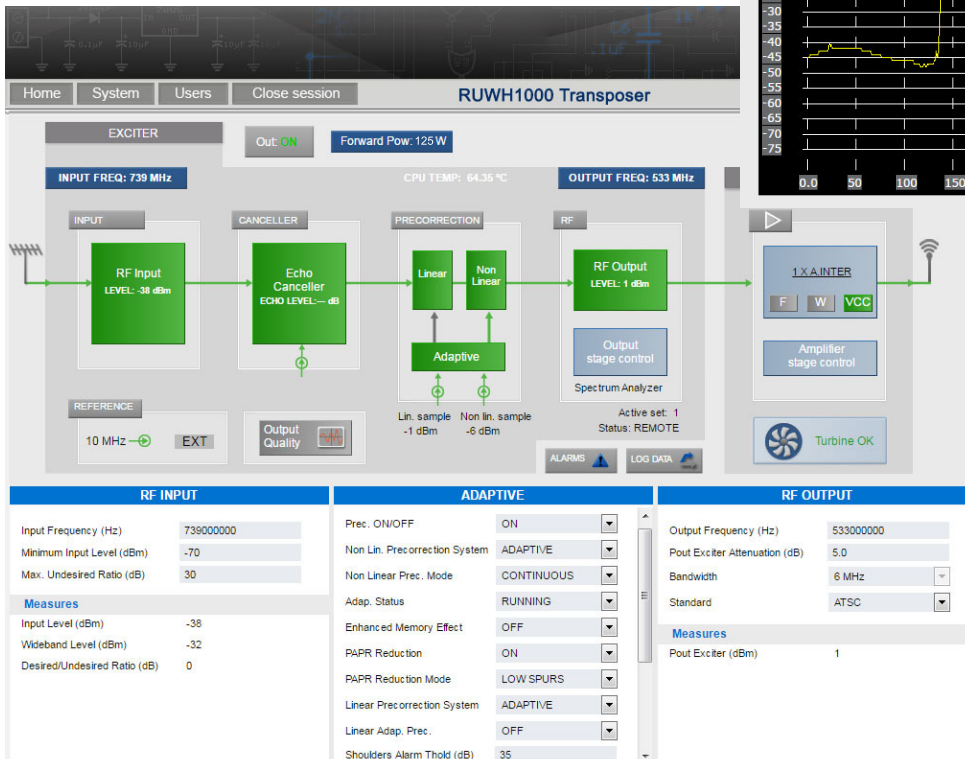 0.1µF
10µF
OUT
GND
10µF
.1uF
-30
-35
-40
-45
-50
-55
-60
-65
-70
-75
0.0 50 100 150
Home System Users Close session RUWH1000 Transposer
EXCITER
Out: ON Forward Pow: 125 W
INPUT FREQ: 739 MHz CPU TEMP: 64.35 ºC OUTPUT FREQ: 533 MHz
INPUT CANCELLER PRECORRECTION RF
RF Input
LEVEL: -38 dBm
Echo
Canceller
ECHO LEVEL:--- dB
Linear
Non
Linear
Adaptive
RF Output
LEVEL: 1 dBm
1 X A.INTER
F W VCC
Output
stage control
Amplifier
stage control
Spectrum Analyzer
REFERENCE
10 MHz EXT
Output
Quality
Lin. sample
-1 dBm
Non lin. sample
-6 dBm
Active set: 1
Status: REMOTE
Turbine OK
ALARMS LOG DATA
RF INPUT
Input Frequency (Hz) 739000000
Minimum Input Level (dBm) -70
Max. Undesired Ratio (dB) 30
Measures
Input Level (dBm) -38
Wideband Level (dBm) -32
Desired/Undesired Ratio (dB) 0
ADAPTIVE
Prec. ON/OFF ON
Non Lin. Precorrection System ADAPTIVE
Non Linear Prec. Mode CONTINUOUS
Adap. Status RUNNING
Enhanced Memory Effect OFF
PAPR Reduction ON
PAPR Reduction Mode LOW SPURS
Linear Precorrection System ADAPTIVE
Linear Adap. Prec. OFF
Shoulders Alarm Thold (dB) 35
RF OUTPUT
Output Frequency (Hz) 533000000
Pout Exciter Attenuation (dB) 5.0
Bandwidth 6 MHz
Standard ATSC
Measures
Pout Exciter (dBm) 1